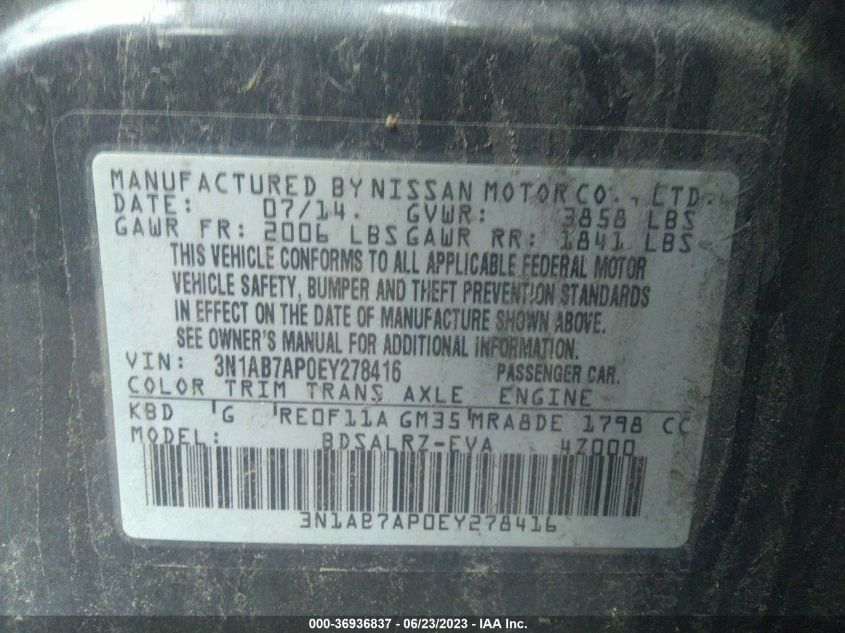 MANUFACTURED BY NISSAN MOTOR CO., LTD.
DATE: 07/14. GVWR: 3858 LBS
GAWR FR: 2006 LBS GAWR RR: 1841 LBS
THIS VEHICLE CONFORMS TO ALL APPLICABLE FEDERAL MOTOR
VEHICLE SAFETY, BUMPER AND THEFT PREVENTION STANDARDS
IN EFFECT ON THE DATE OF MANUFACTURE SHOWN ABOVE.
SEE OWNER'S MANUAL FOR ADDITIONAL INFORMATION.
VIN: 3N1AB7AP0EY278416 PASSENGER CAR.
COLOR TRIM TRANS AXLE ENGINE
KBD G RE0F11A GM35 MRA8DE 1798 CC
MODEL: BDSALRZ-EVA 4Z000
3N1AB7AP0EY278416
000-36936837 / 06/23/2023 - IAA Inc.